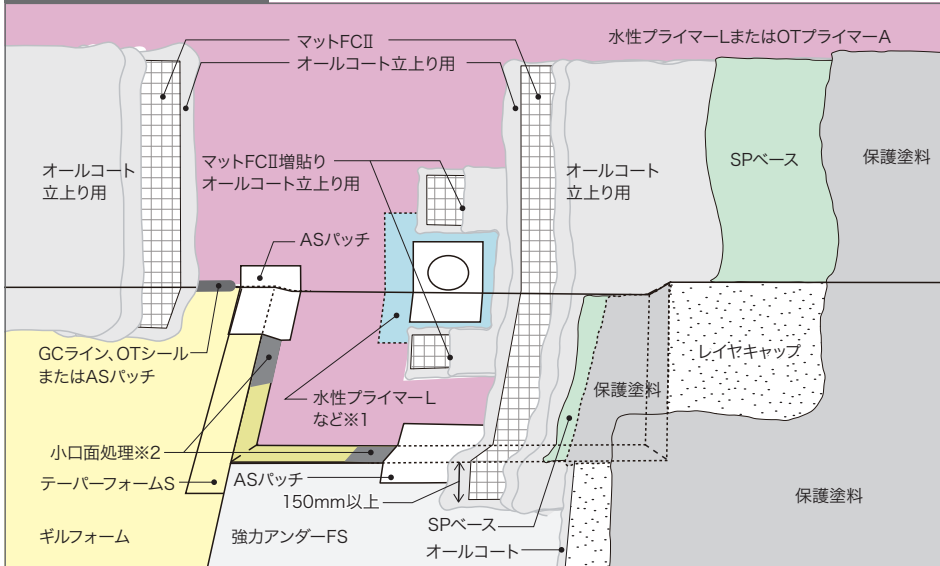 マットFCⅡ
オールコート立上り用
水性プライマーLまたはOTプライマーA
オールコート
立上り用
マットFCⅡ増貼り
オールコート立上り用
オールコート
立上り用
SPベース
保護塗料
ASパッチ
GCライン、OTシール
またはASパッチ
水性プライマーL
など※1
レイヤキャップ
保護塗料
小口面処理※2
テーパーフォームS
ASパッチ
150mm以上
保護塗料
SPベース
オールコート
ギルフォーム
強力アンダーFS